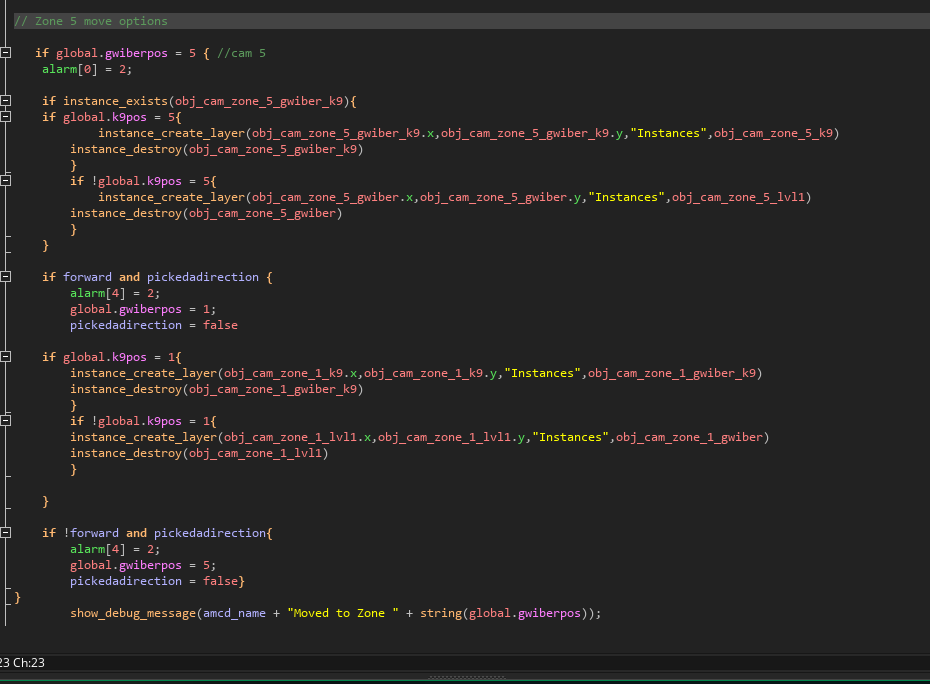 // Zone 5 move options
if global.gwiberpos = 5 { //cam 5
alarm[0] = 2;
if instance_exists(obj_cam_zone_5_gwiber_k9){
if global.k9pos = 5{
instance_create_layer(obj_cam_zone_5_gwiber_k9.x,obj_cam_zone_5_gwiber_k9.y,"Instances",obj_cam_zone_5_k9)
instance_destroy(obj_cam_zone_5_gwiber_k9)
}
if !global.k9pos = 5{
instance_create_layer(obj_cam_zone_5_gwiber.x,obj_cam_zone_5_gwiber.y,"Instances",obj_cam_zone_5_lvl1)
instance_destroy(obj_cam_zone_5_gwiber)
}
}
if forward and pickedadirection {
alarm[4] = 2;
global.gwiberpos = 1;
pickedadirection = false
if global.k9pos = 1{
instance_create_layer(obj_cam_zone_1_k9.x,obj_cam_zone_1_k9.y,"Instances",obj_cam_zone_1_gwiber_k9)
instance_destroy(obj_cam_zone_1_gwiber_k9)
}
if !global.k9pos = 1{
instance_create_layer(obj_cam_zone_1_lvl1.x,obj_cam_zone_1_lvl1.y,"Instances",obj_cam_zone_1_gwiber)
instance_destroy(obj_cam_zone_1_lvl1)
}
}
if !forward and pickedadirection{
alarm[4] = 2;
global.gwiberpos = 5;
pickedadirection = false}
}
show_debug_message(amcd_name + "Moved to Zone " + string(global.gwiberpos));
23 Ch:23